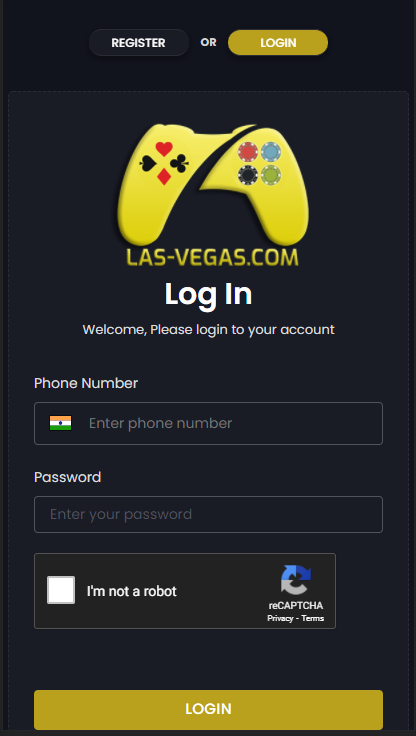 REGISTER OR LOGIN
LAS-VEGAS.COM
Log In
Welcome, Please login to your account
Phone Number
Enter phone number
Password
Enter your password
I'm not a robot
reCAPTCHA
Privacy - Terms
LOGIN